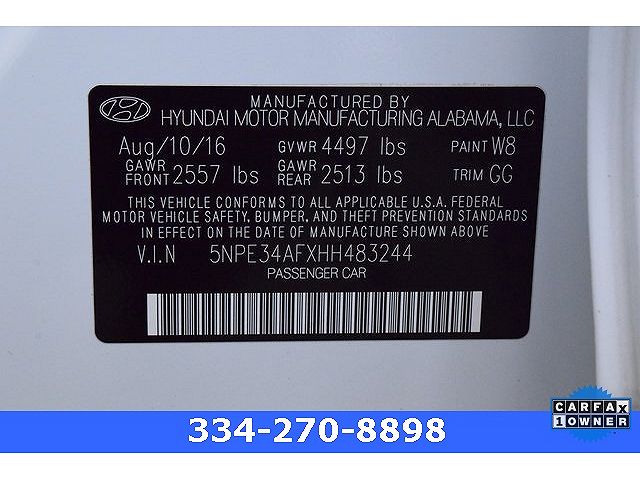 MANUFACTURED BY
HYUNDAI MOTOR MANUFACTURING ALABAMA, LLC
Aug/10/16 GVWR 4497 lbs PAINT W8
GAWR FRONT 2557 lbs GAWR REAR 2513 lbs TRIM GG
THIS VEHICLE CONFORMS TO ALL APPLICABLE U.S.A. FEDERAL
MOTOR VEHICLE SAFETY, BUMPER, AND THEFT PREVENTION
STANDARDS IN EFFECT ON THE DATE OF MANUFACTURE SHOWN ABOVE.
V.I.N 5NPE34AFXHH483244
PASSENGER CAR
334-270-8898
CARFAX
1 OWNER